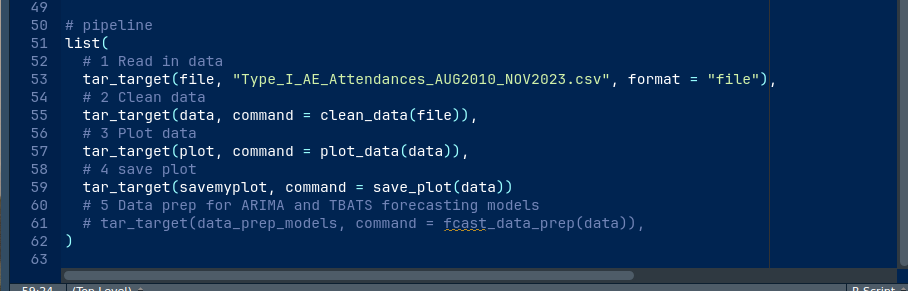 49
50 # pipeline
51 list(
52 # 1 Read in data
53 tar_target(file, "Type_I_AE_Attendances_AUG2010_NOV2023.csv", format = "file"),
54 # 2 Clean data
55 tar_target(data, command = clean_data(file)),
56 # 3 Plot data
57 tar_target(plot, command = plot_data(data)),
58 # 4 save plot
59 tar_target(savemyplot, command = save_plot(data))
60 # 5 Data prep for ARIMA and TBATS forecasting models
61 # tar_target(data_prep_models, command = fcast_data_prep(data)),
62 )
63
59:24 (Top Level) R Script